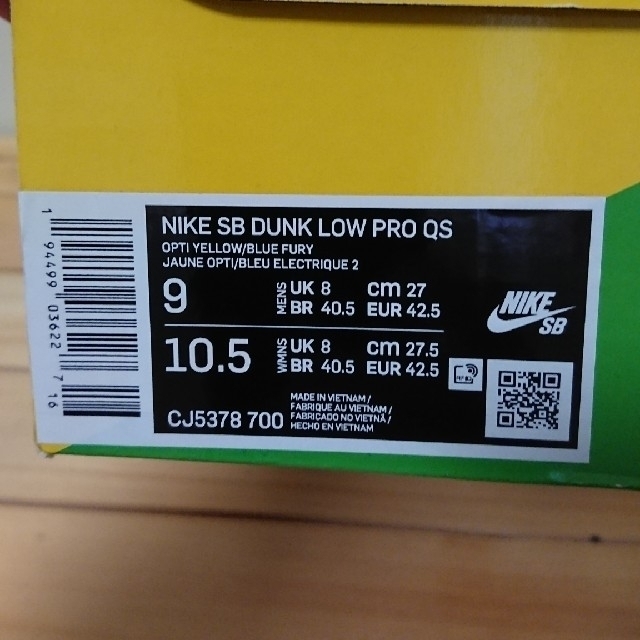 NIKE SB DUNK LOW PRO QS
OPTI YELLOW/BLUE FURY
JAUNE OPTI/BLEU ELECTRIQUE 2
9 MENS UK 8 cm 27
BR 40.5 EUR 42.5
10.5 WMNS UK 8 cm 27.5
BR 40.5 EUR 42.5
MADE IN VIETNAM /
FABRIQUE AU VIETNAM /
FABRICADO NO VIETNÃ /
HECHO EN VIETNAM
CJ5378 700
NIKE
SB
1 94499 03622 7 16